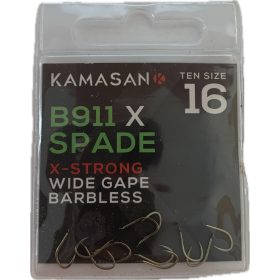 KAMASAN K
TEN SIZE
16
B911 X
SPADE
X-STRONG
WIDE GAPE
BARBLESS